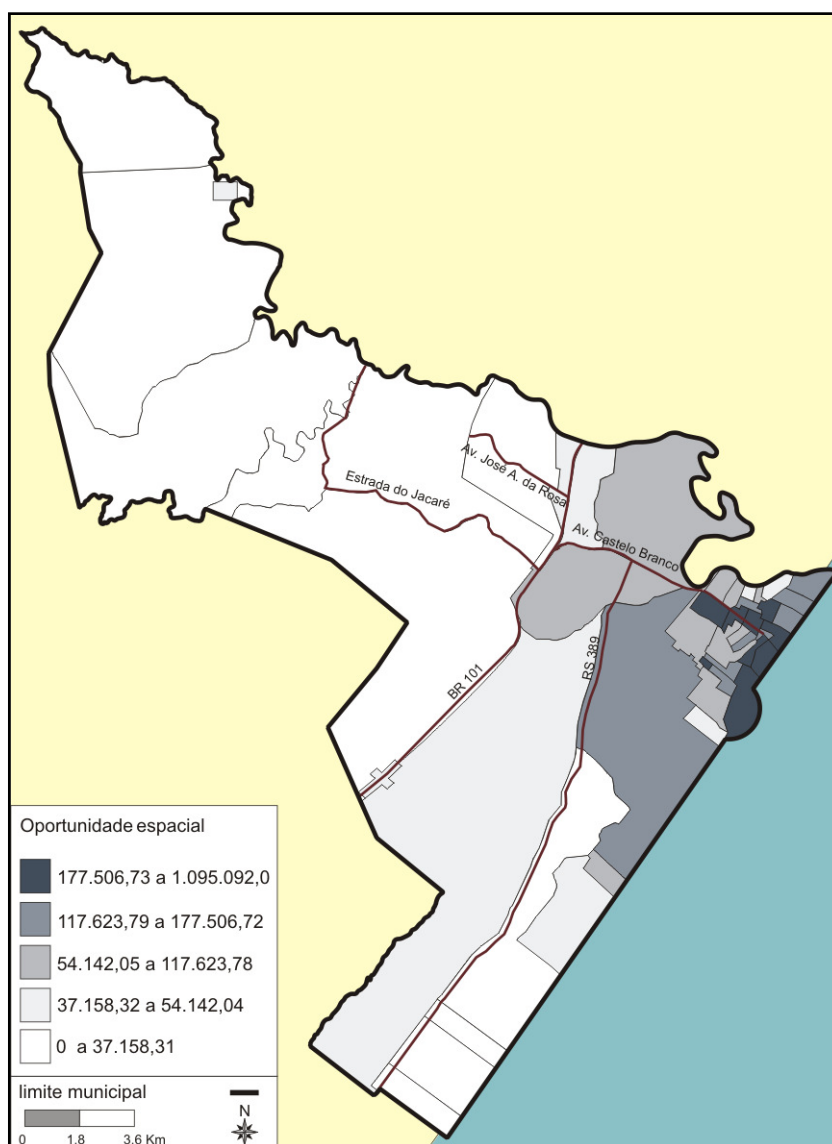 Av. José A. da Rosa
Estrada do Jacaré
Av. Castelo Branco
RS 389
BR 101
Oportunidade espacial
177.506,73 a 1.095.092,0
117.623,79 a 177.506,72
54.142,05 a 117.623,78
37.158,32 a 54.142,04
0 a 37.158,31
limite municipal
N
0 1.8 3.6 Km